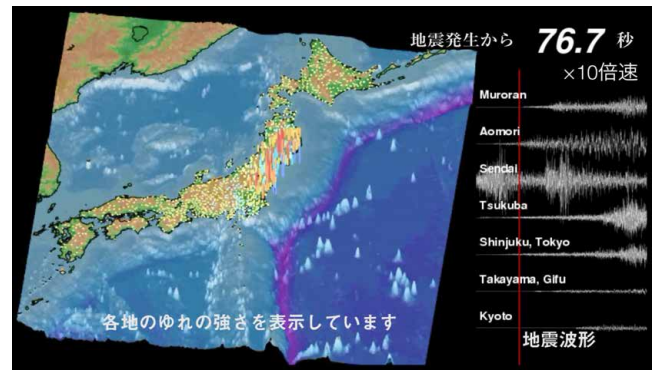 地震発生から 76.7 秒
×10倍速
Muroran
Aomori
Sendai
Tsukuba
Shinjuku, Tokyo
Takayama, Gifu
Kyoto
各地のゆれの強さを表示しています
地震波形